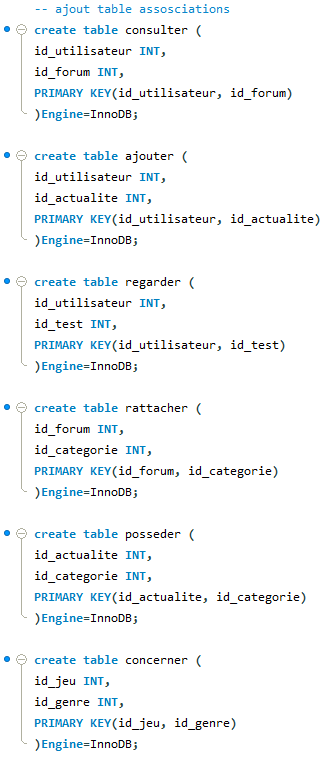 -- ajout table assosciations
create table consulter (
id_utilisateur INT,
id_forum INT,
PRIMARY KEY(id_utilisateur, id_forum)
)Engine=InnoDB;
create table ajouter (
id_utilisateur INT,
id_actualite INT,
PRIMARY KEY(id_utilisateur, id_actualite)
)Engine=InnoDB;
create table regarder (
id_utilisateur INT,
id_test INT,
PRIMARY KEY(id_utilisateur, id_test)
)Engine=InnoDB;
create table rattacher (
id_forum INT,
id_categorie INT,
PRIMARY KEY(id_forum, id_categorie)
)Engine=InnoDB;
create table posseder (
id_actualite INT,
id_categorie INT,
PRIMARY KEY(id_actualite, id_categorie)
)Engine=InnoDB;
create table concerner (
id_jeu INT,
id_genre INT,
PRIMARY KEY(id_jeu, id_genre)
)Engine=InnoDB;